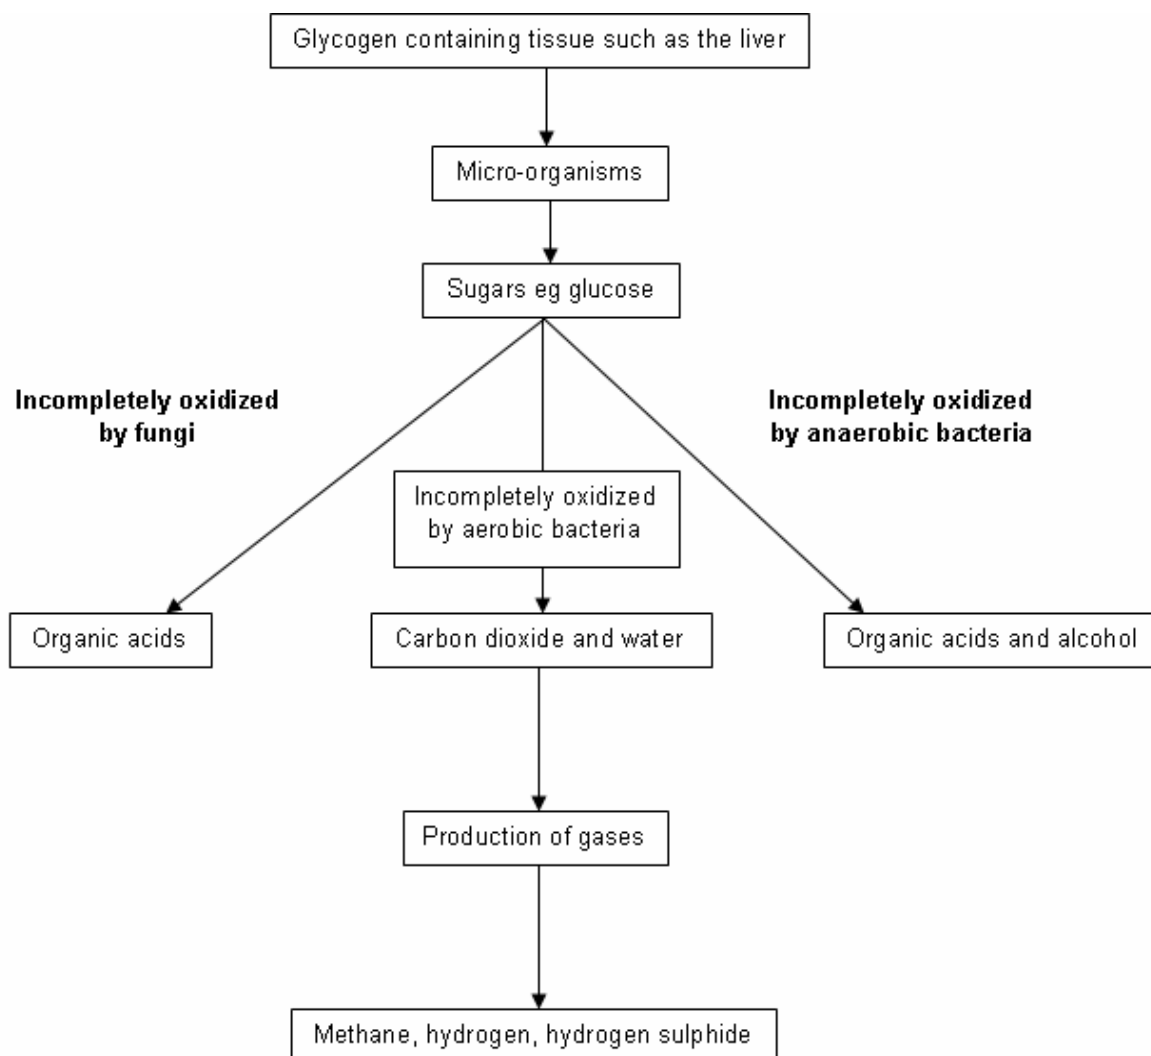 Glycogen containing tissue such as the liver
Micro-organisms
Sugars eg glucose
Incompletely oxidized
by fungi
Incompletely oxidized
by anaerobic bacteria
Incompletely oxidized
by aerobic bacteria
Organic acids
Carbon dioxide and water
Organic acids and alcohol
Production of gases
Methane, hydrogen, hydrogen sulphide